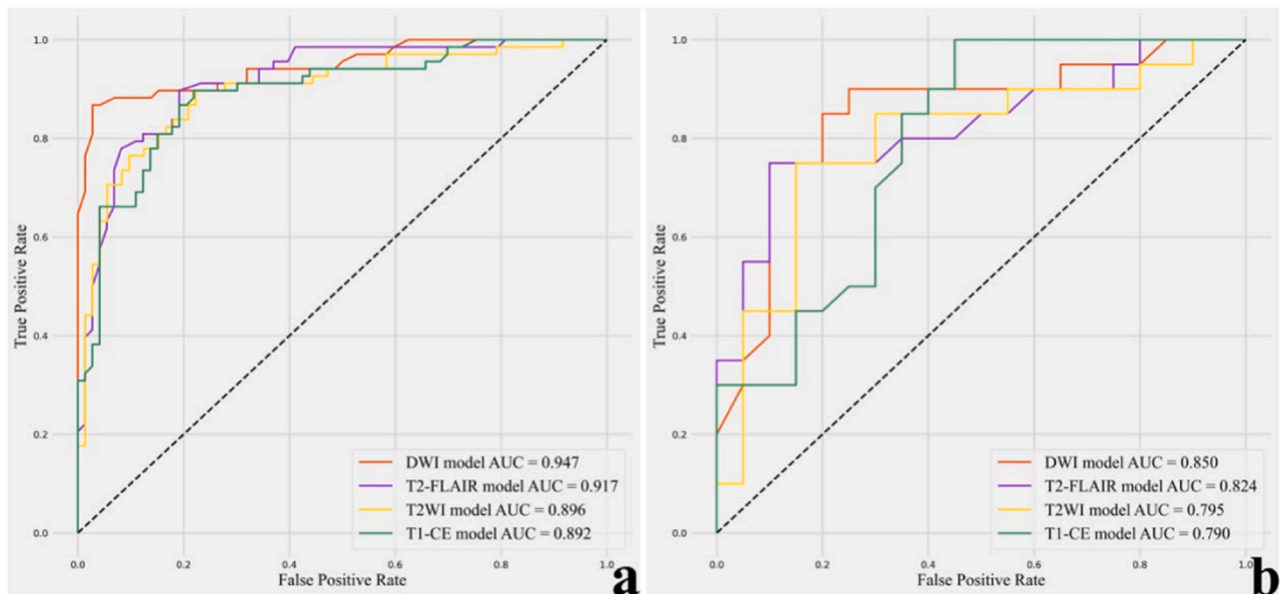 1.0
0.8
0.6
0.4
0.2
0.0
True Positive Rate
DWI model AUC = 0.947
T2-FLAIR model AUC = 0.917
T2WI model AUC = 0.896
T1-CE model AUC = 0.892
0.0 0.2 0.4 0.6 0.8 1.0
False Positive Rate
a
1.0
0.8
0.6
0.4
0.2
0.0
True Positive Rate
DWI model AUC = 0.850
T2-FLAIR model AUC = 0.824
T2WI model AUC = 0.795
T1-CE model AUC = 0.790
0.0 0.2 0.4 0.6 0.8 1.0
False Positive Rate
b